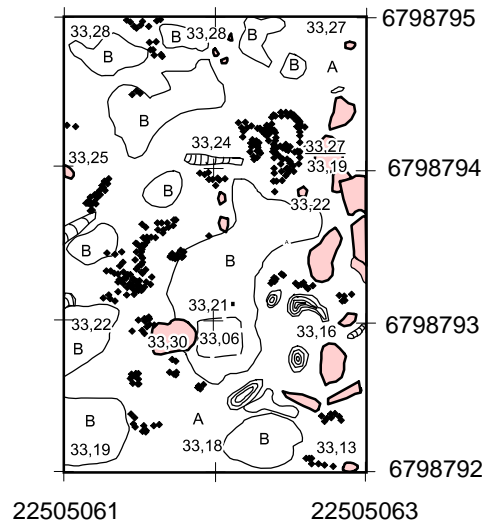 33,28 B 33,28 B 33,27 6798795
B B A
B
33,24 33,27
33,25 33,19 6798794
B 33,22
B B
33,21
33,22 33,16 6798793
B 33,30 33,06
B A
33,19 33,18 B 33,13
6798792
22505061 22505063